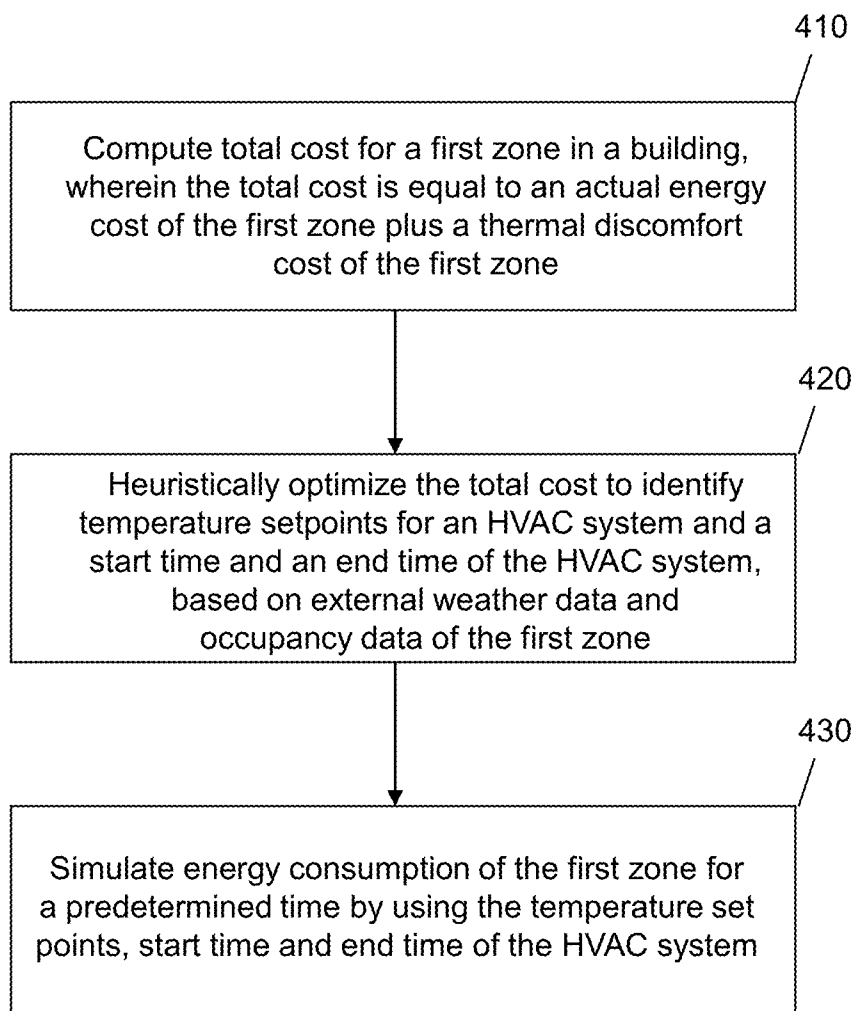 410
Compute total cost for a first zone in a building,
wherein the total cost is equal to an actual energy
cost of the first zone plus a thermal discomfort
cost of the first zone
420
Heuristically optimize the total cost to identify
temperature setpoints for an HVAC system and a
start time and an end time of the HVAC system,
based on external weather data and
occupancy data of the first zone
430
Simulate energy consumption of the first zone for
a predetermined time by using the temperature set
points, start time and end time of the HVAC system